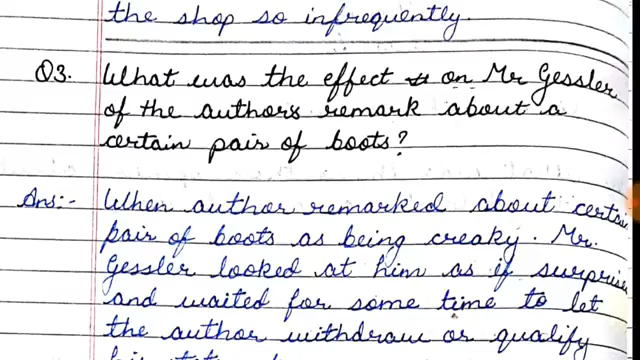 the shop so infrequently.
Q3. What was the effect on Mr Gessler
of the authors remark about a
certain pair of boots?
Ans:- When author remarked about certain
pair of boots as being creaky. Mr.
Gessler looked at him as if surprise
and waited for some time to let
the author withdraw or qualify